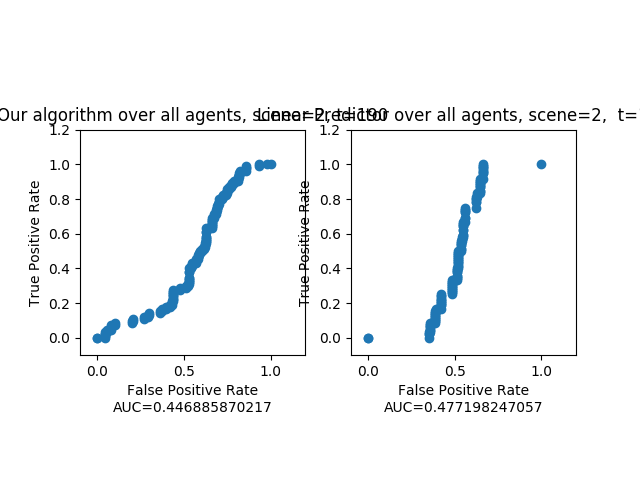 Our algorithm over all agents, scene=2, t=190
Linear Predictor over all agents, scene=2, t=
True Positive Rate
1.2
1.0
0.8
0.6
0.4
0.2
0.0
0.0 0.5 1.0
False Positive Rate
AUC=0.446885870217
True Positive Rate
1.2
1.0
0.8
0.6
0.4
0.2
0.0
0.0 0.5 1.0
False Positive Rate
AUC=0.477198247057